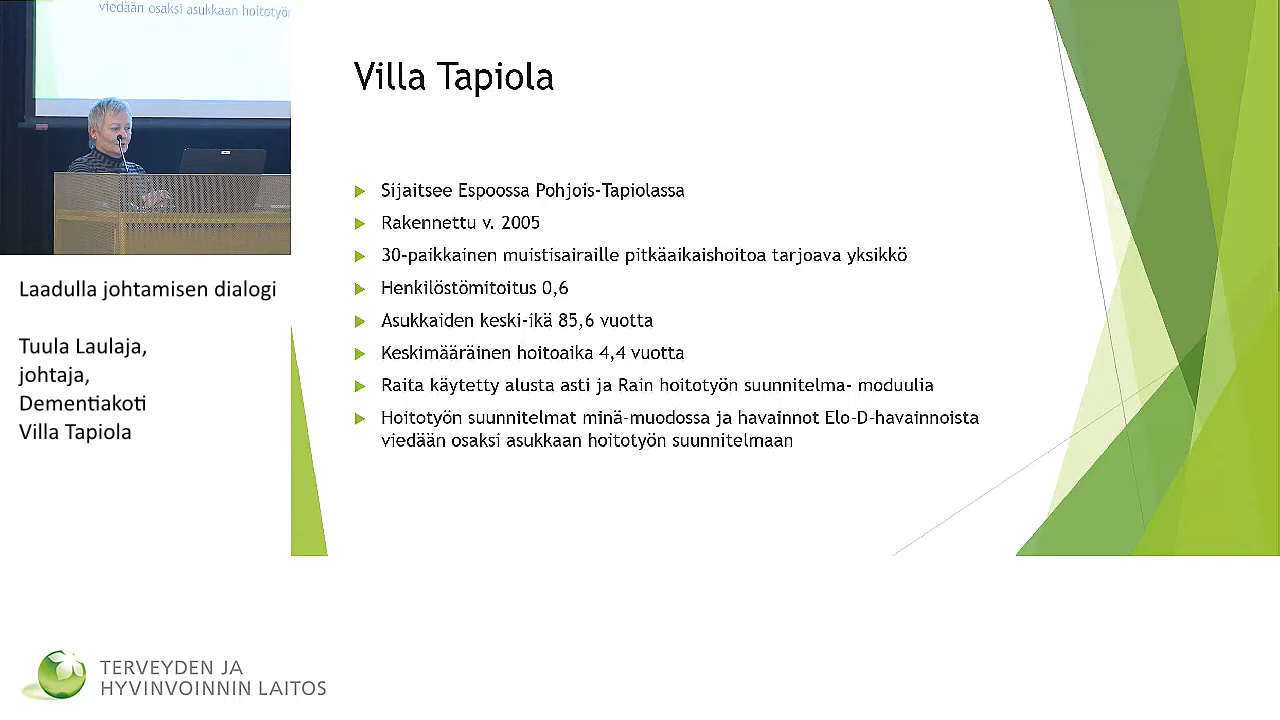 viedään osaksi asukkaan hoitotyön
Laadulla johtamisen dialogi
Tuula Laulaja,
johtaja,
Dementiakoti
Villa Tapiola
Villa Tapiola
Sijaitsee Espoossa Pohjois-Tapiolassa
Rakennettu v. 2005
30-paikkainen muistisairaille pitkäaikaishoitoa tarjoava yksikkö
Henkilöstömitoitus 0,6
Asukkaiden keski-ikä 85,6 vuotta
Keskimääräinen hoitoaika 4,4 vuotta
Raita käytetty alusta asti ja Rain hoitotyön suunnitelma- moduulia
Hoitotyön suunnitelmat minä-muodossa ja havainnot Elo-D-havainnoista
viedään osaksi asukkaan hoitotyön suunnitelmaan
TERVEYDEN JA
HYVINVOINNIN LAITOS